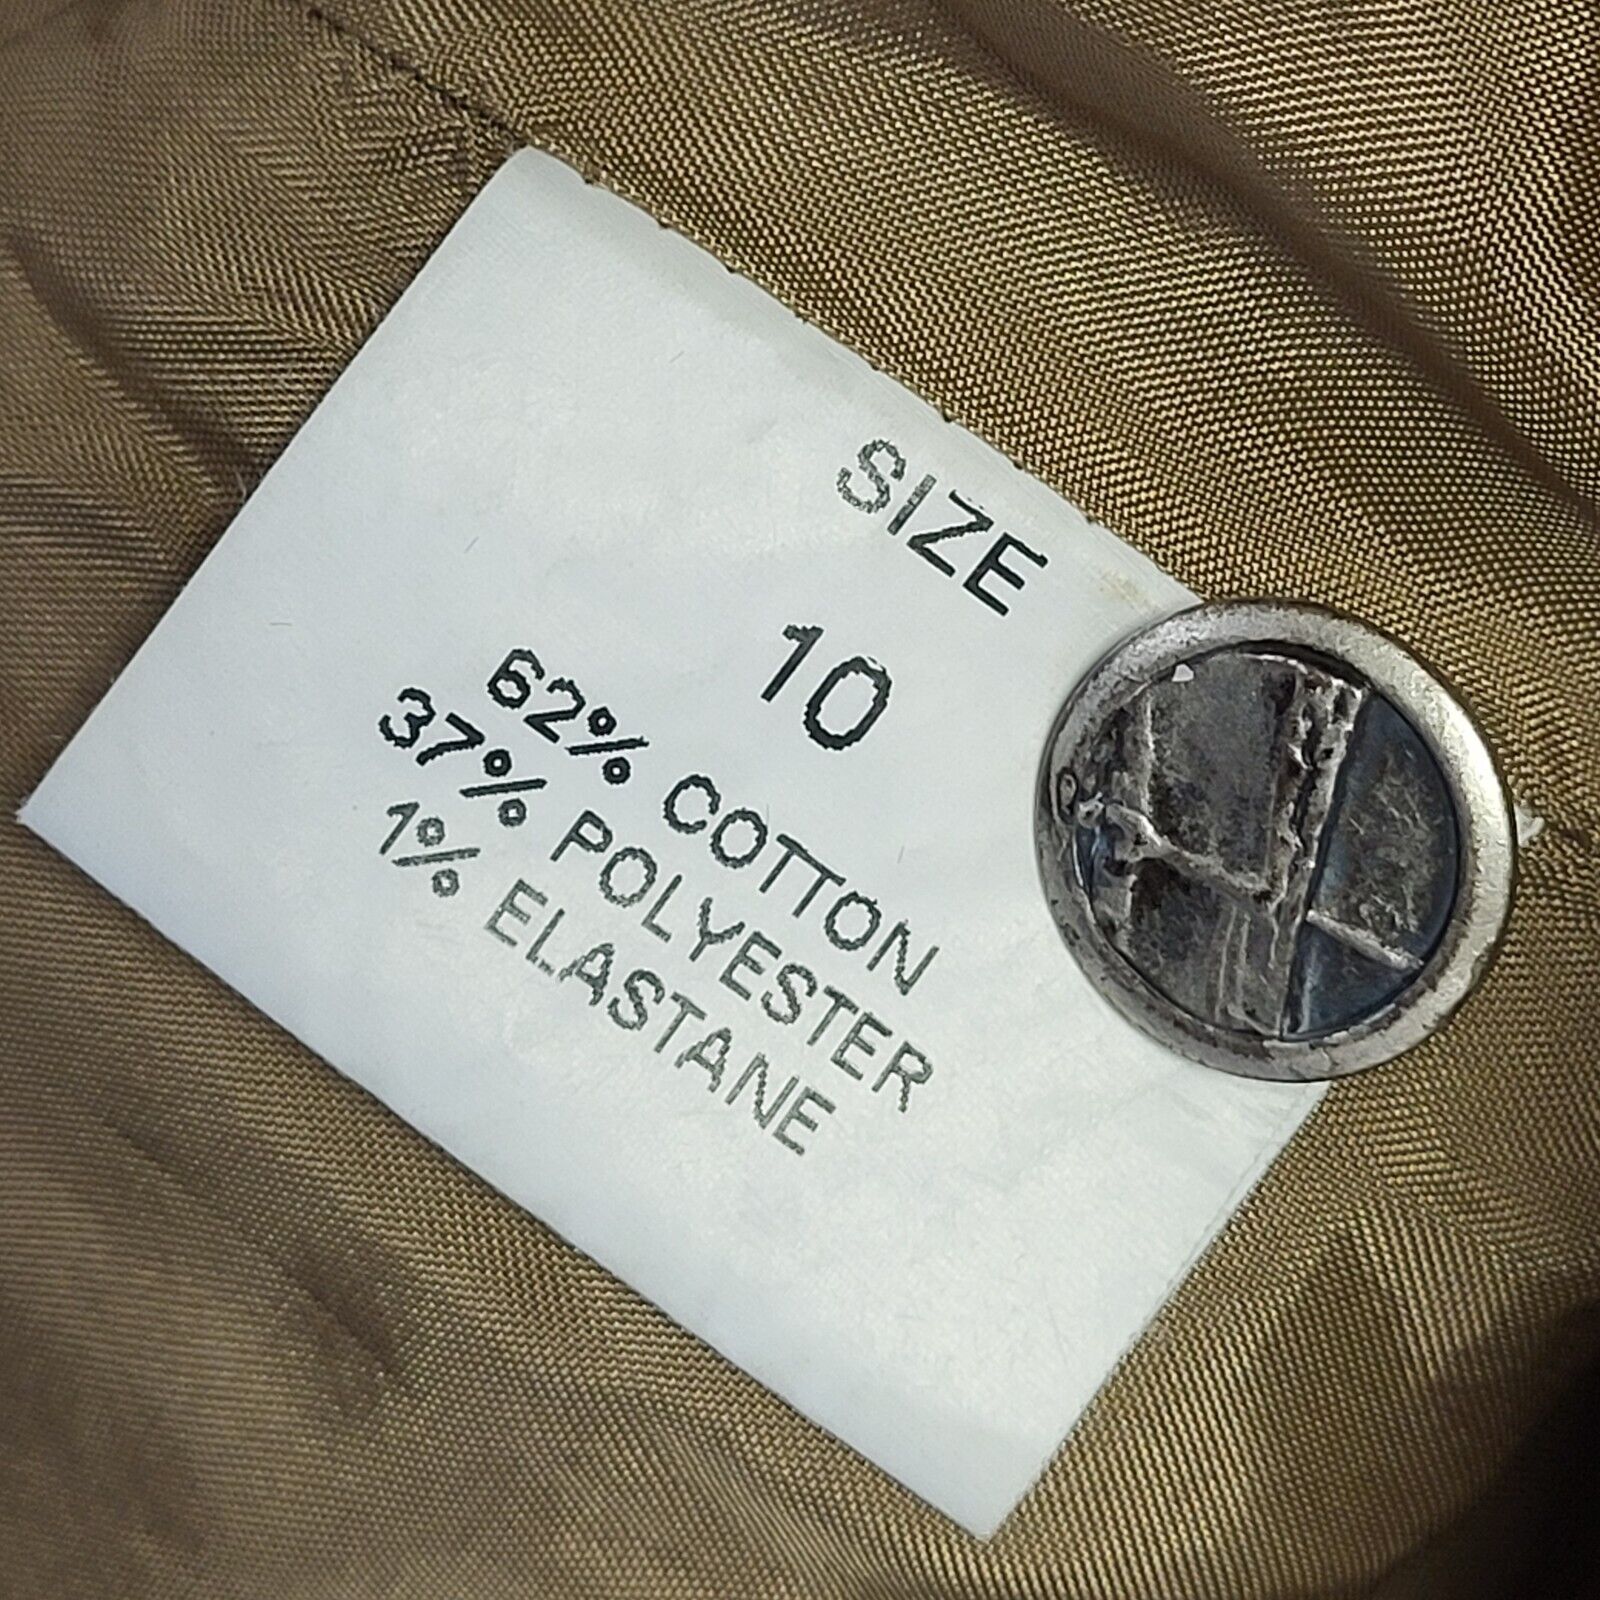 SIZE
10
62% COTTON
37% POLYESTER
1% ELASTANE